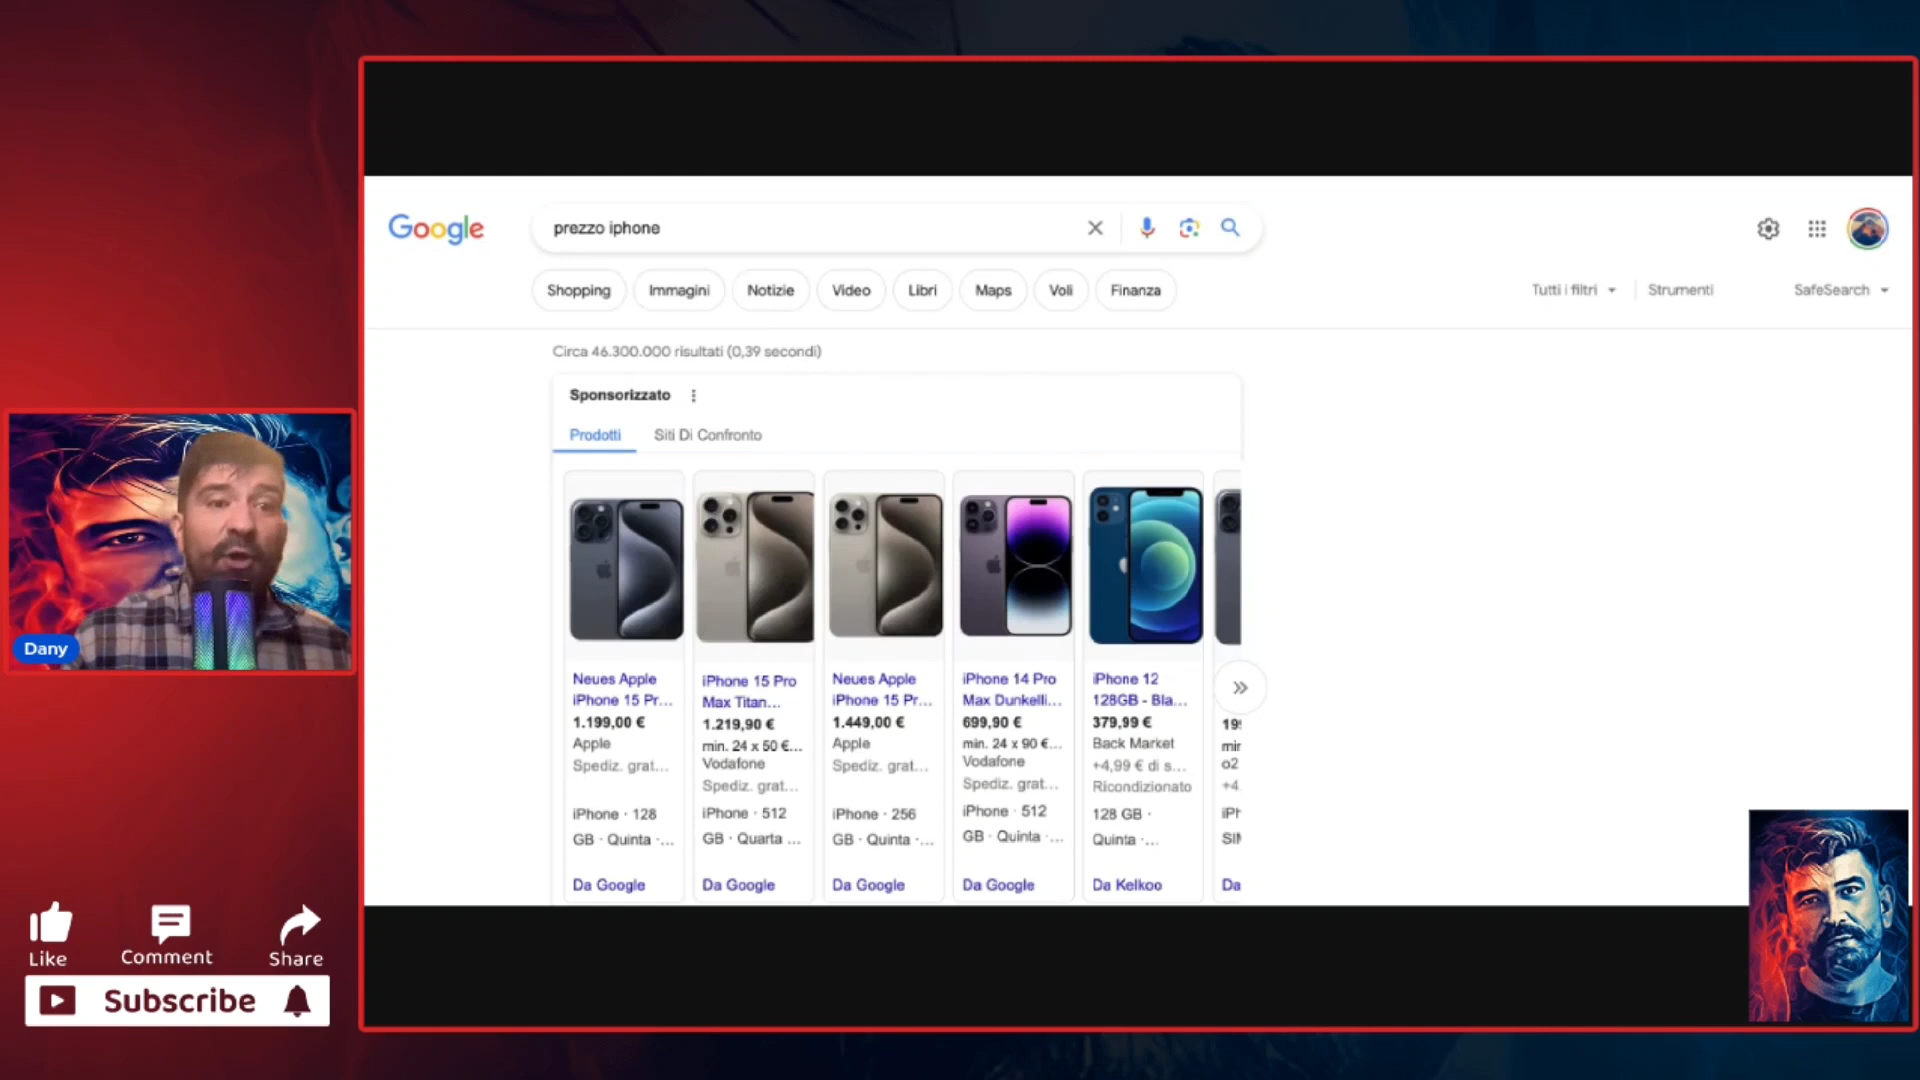 Google
prezzo iphone
Shopping
Immagini
Notizie
Video
Libri
Maps
Voli
Finanza
Tutti i filtri
Strumenti
SafeSearch
Circa 46.300.000 risultati (0,39 secondi)
Sponsorizzato
Prodotti
Siti Di Confronto
Neues Apple
iPhone 15 Pr...
1.199,00 €
Apple
Spediz. grat...
iPhone · 128
GB · Quinta ·...
Da Google
iPhone 15 Pro
Max Titan...
1.219,90 €
min. 24 x 50 €...
Vodafone
Spediz. grat...
iPhone · 512
GB · Quarta ...
Da Google
Neues Apple
iPhone 15 Pr...
1.449,00 €
Apple
Spediz. grat...
iPhone · 256
GB · Quinta ·...
Da Google
iPhone 14 Pro
Max Dunkelli...
699,90 €
min. 24 x 90 €...
Vodafone
Spediz. grat...
iPhone · 512
GB · Quinta ·...
Da Google
iPhone 12
128GB - Bla...
379,99 €
Back Market
+4,99 € di s...
Ricondizionato
128 GB ·
Quinta ·...
Da Kelkoo
o2
+4
Da
Dany
Like
Comment
Share
Subscribe